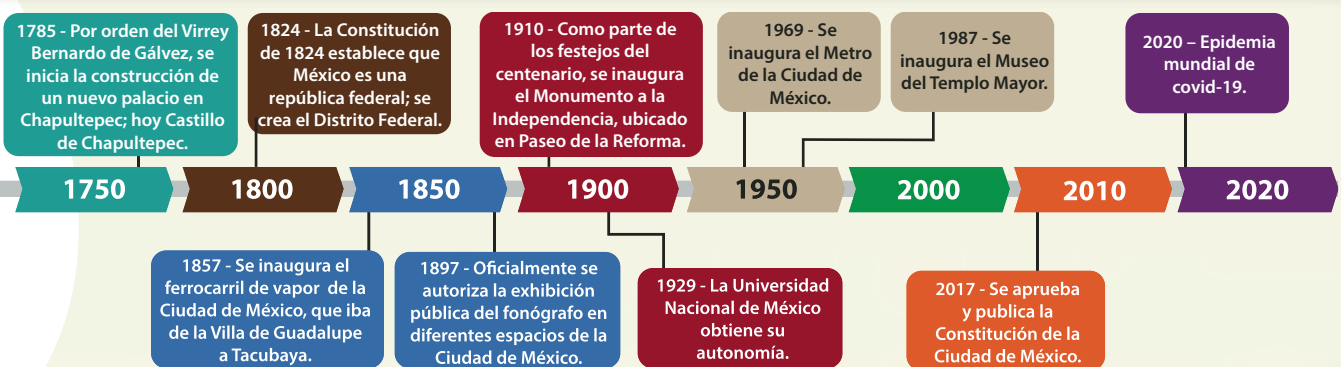 1785 - Por orden del Virrey
Bernardo de Gálvez, se
inicia la construcción de
un nuevo palacio en
Chapultepec; hoy Castillo
de Chapultepec.
1824 - La Constitución
de 1824 establece que
México es una
república federal; se
crea el Distrito Federal.
1910 - Como parte de
los festejos del
centenario, se inaugura
el Monumento a la
Independencia, ubicado
en Paseo de la Reforma.
1969 - Se
inaugura el Metro
de la Ciudad de
México.
1987 - Se
inaugura el Museo
del Templo Mayor.
2020 – Epidemia
mundial de
covid-19.
1750
1800
1850
1900
1950
2000
2010
2020
1857 - Se inaugura el
ferrocarril de vapor de la
Ciudad de México, que iba
de la Villa de Guadalupe
a Tacubaya.
1897 - Oficialmente se
autoriza la exhibición
pública del fonógrafo en
diferentes espacios de la
Ciudad de México.
1929 - La Universidad
Nacional de México
obtiene su
autonomía.
2017 - Se aprueba
y publica la
Constitución de la
Ciudad de México.